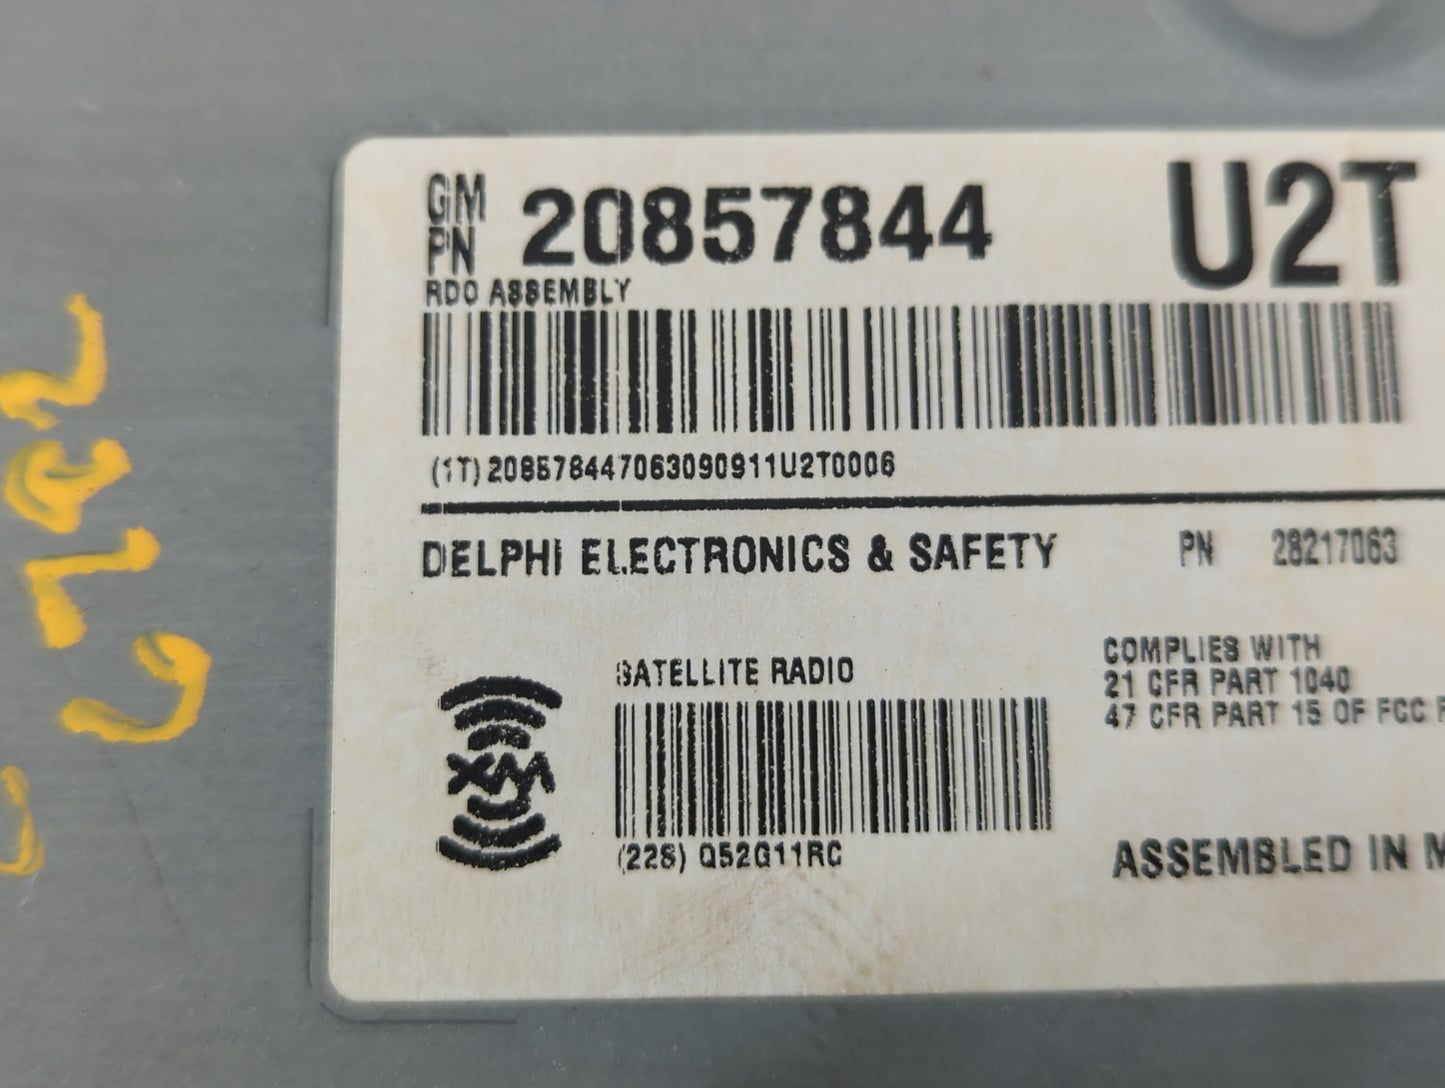 GM
PN 20857844 U2T
RDO ASSEMBLY
(1T) 208578447063090911U2T0006
DELPHI ELECTRONICS & SAFETY PN 28217063
SATELLITE RADIO
XM
(22S) Q52G11RC
COMPLIES WITH
21 CFR PART 1040
47 CFR PART 15 OF FCC
ASSEMBLED IN